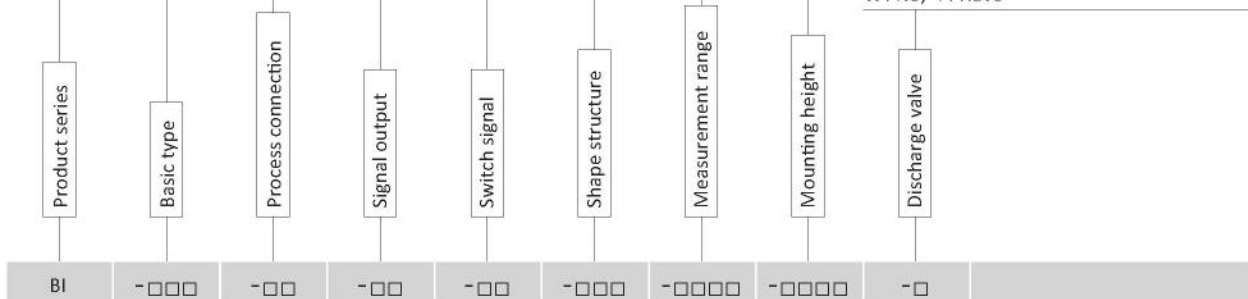 Product series
Basic type
Process connection
Signal output
Switch signal
Shape structure
Measurement range
Mounting height
Discharge valve
BI -□□□ -□□ -□□ -□□ -□□□ -□□□□ -□□□□ -□